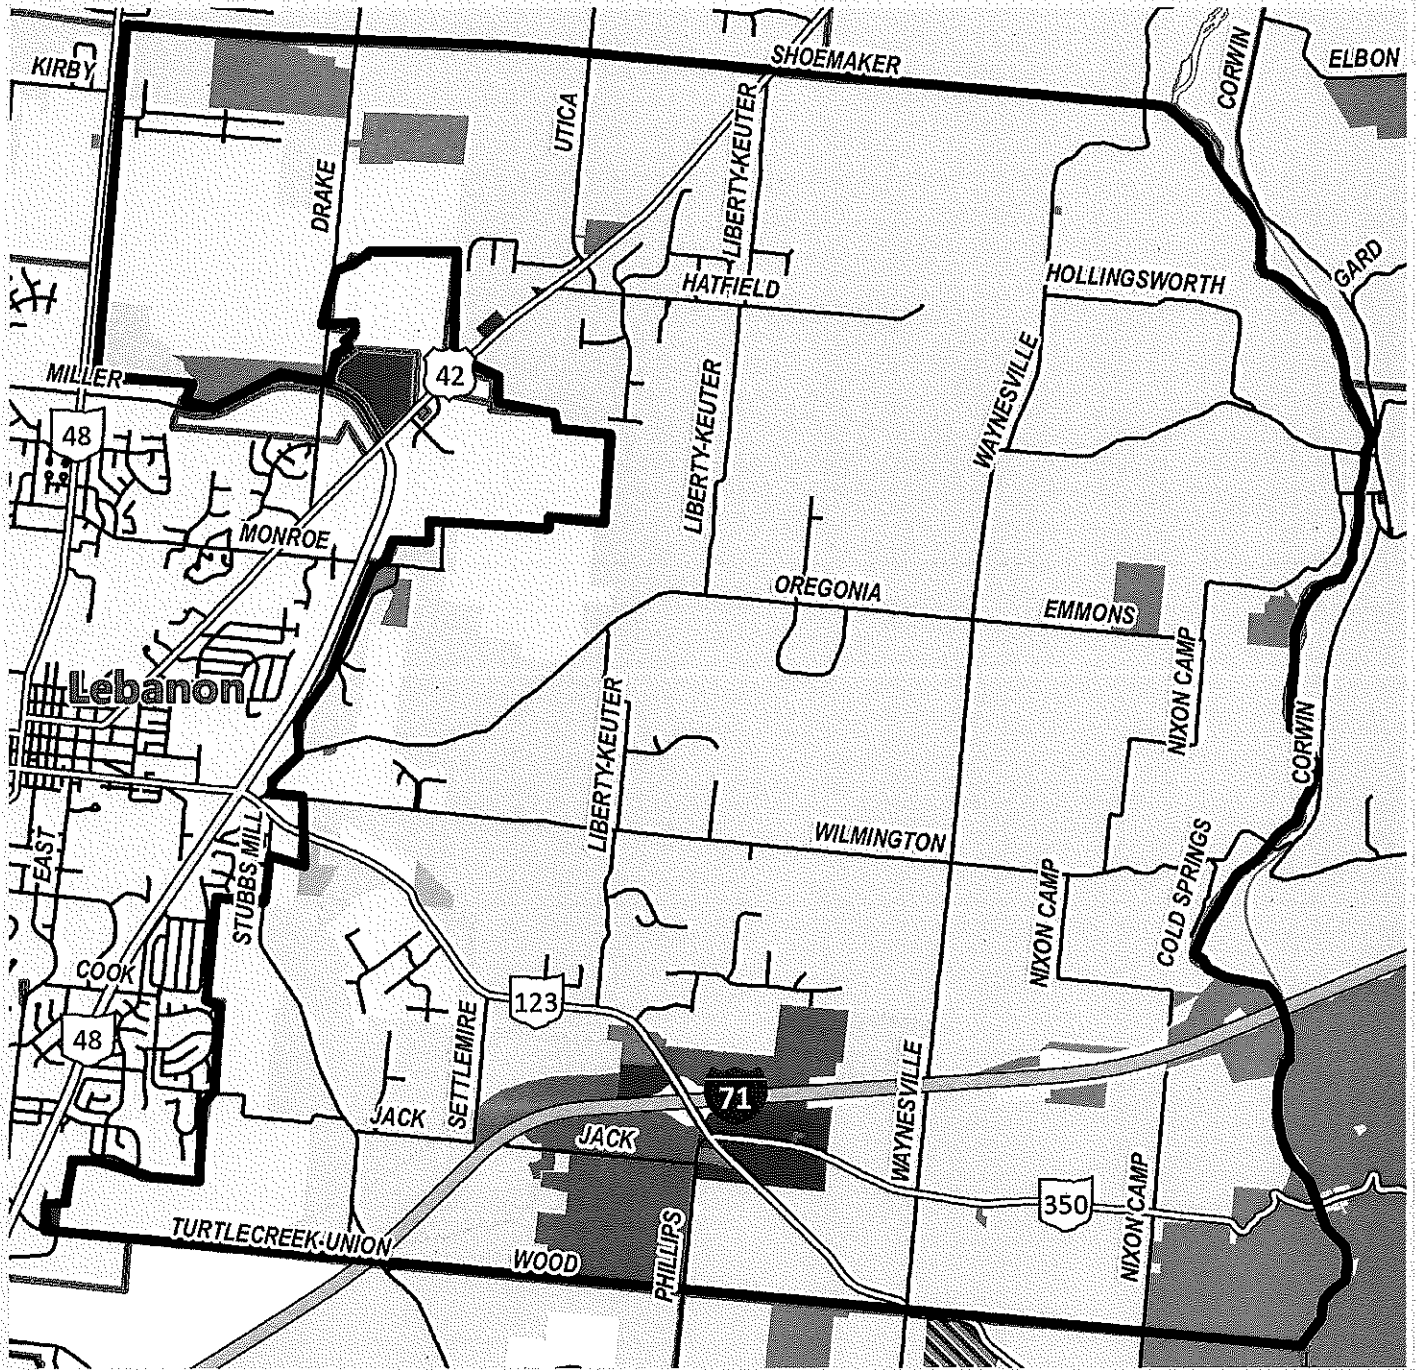 SHOEMAKER
KIRBY
CORWIN
ELBON
UTICA
LIBERTY-KEUTER
DRAKE
GARD
HATFIELD
HOLLINGSWORTH
MILLER
42
WAYNESVILLE
48
LIBERTY-KEUTER
MONROE
OREGONIA
EMMONS
NIXON CAMP
Lebanon
LIBERTY-KEUTER
CORWIN
WILMINGTON
EAST
STUBBS MILL
COLD SPRINGS
NIXON CAMP
COOK
123
48
SETTLEMIRE
71
WAYNESVILLE
JACK
JACK
350
NIXON CAMP
TURTLECREEK-UNION
WOOD
PHILLIPS